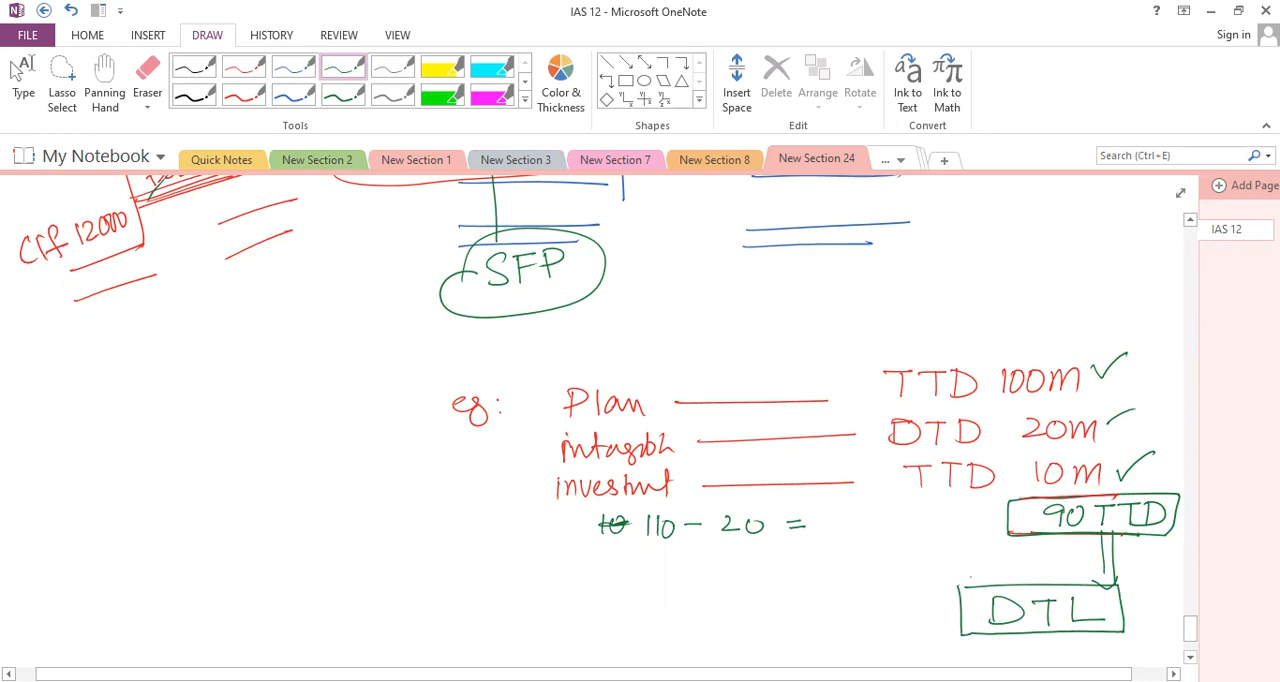 IAS 12 - Microsoft OneNote
?
FILE HOME INSERT DRAW HISTORY REVIEW VIEW
Sign in
Type
Lasso Select
Panning Hand
Eraser
Color & Thickness
Insert Space
Delete
Arrange
Rotate
Ink to Text
Ink to Math
Tools
Shapes
Edit
Convert
My Notebook
Quick Notes
New Section 2
New Section 1
New Section 3
New Section 7
New Section 8
New Section 24
...
Search (Ctrl+E)
Add Page
IAS 12
12000
SFP
eg: Plan TTD 100M
DTD 20M
investmt TTD 10M
110 - 20 = 90 TTD
DTL